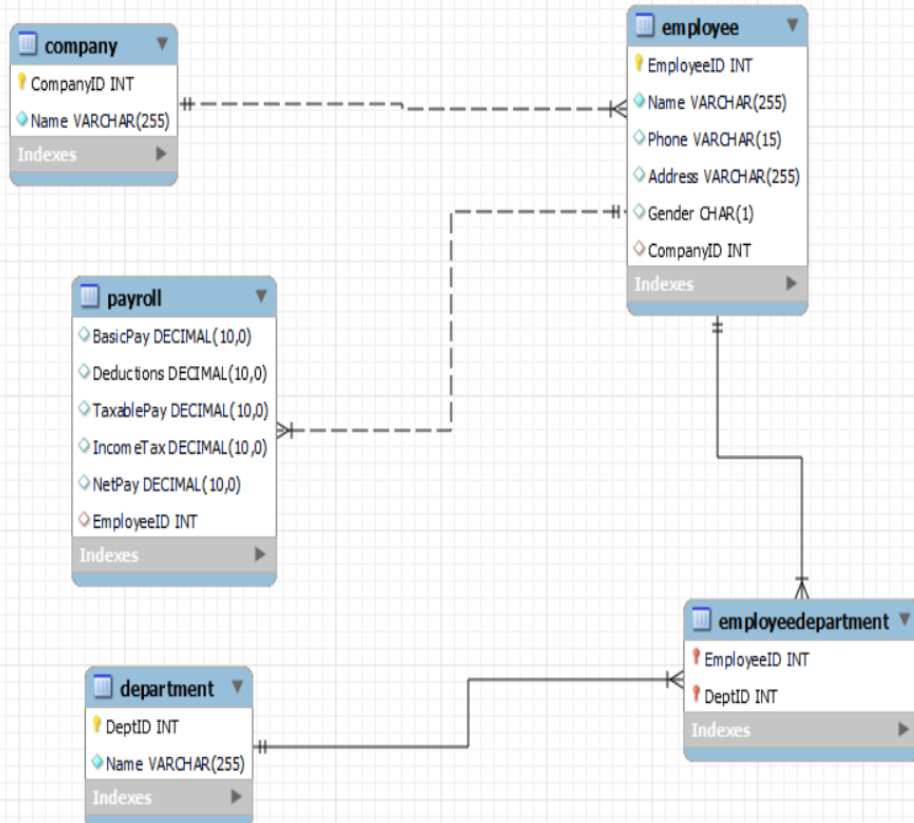 company
CompanyID INT
Name VARCHAR(255)
Indexes
employee
EmployeeID INT
Name VARCHAR(255)
Phone VARCHAR(15)
Address VARCHAR(255)
Gender CHAR(1)
CompanyID INT
Indexes
payroll
BasicPay DECIMAL(10,0)
Deductions DECIMAL(10,0)
TaxablePay DECIMAL(10,0)
IncomeTax DECIMAL(10,0)
NetPay DECIMAL(10,0)
EmployeeID INT
Indexes
department
DeptID INT
Name VARCHAR(255)
Indexes
employeedepartment
EmployeeID INT
DeptID INT
Indexes